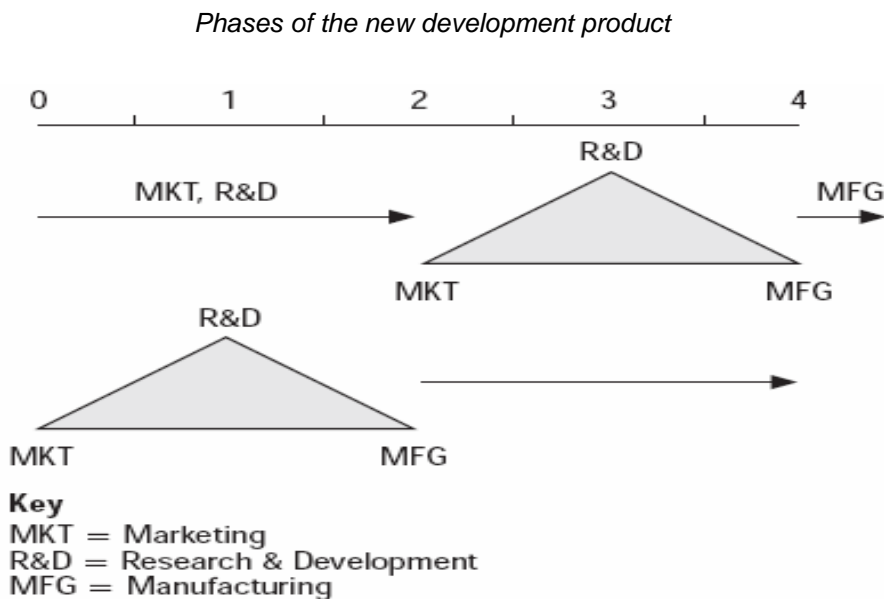 Phases of the new development product
0 1 2 3 4
R&D
MKT, R&D MFG
MKT MFG
R&D
MKT MFG
Key
MKT = Marketing
R&D = Research & Development
MFG = Manufacturing